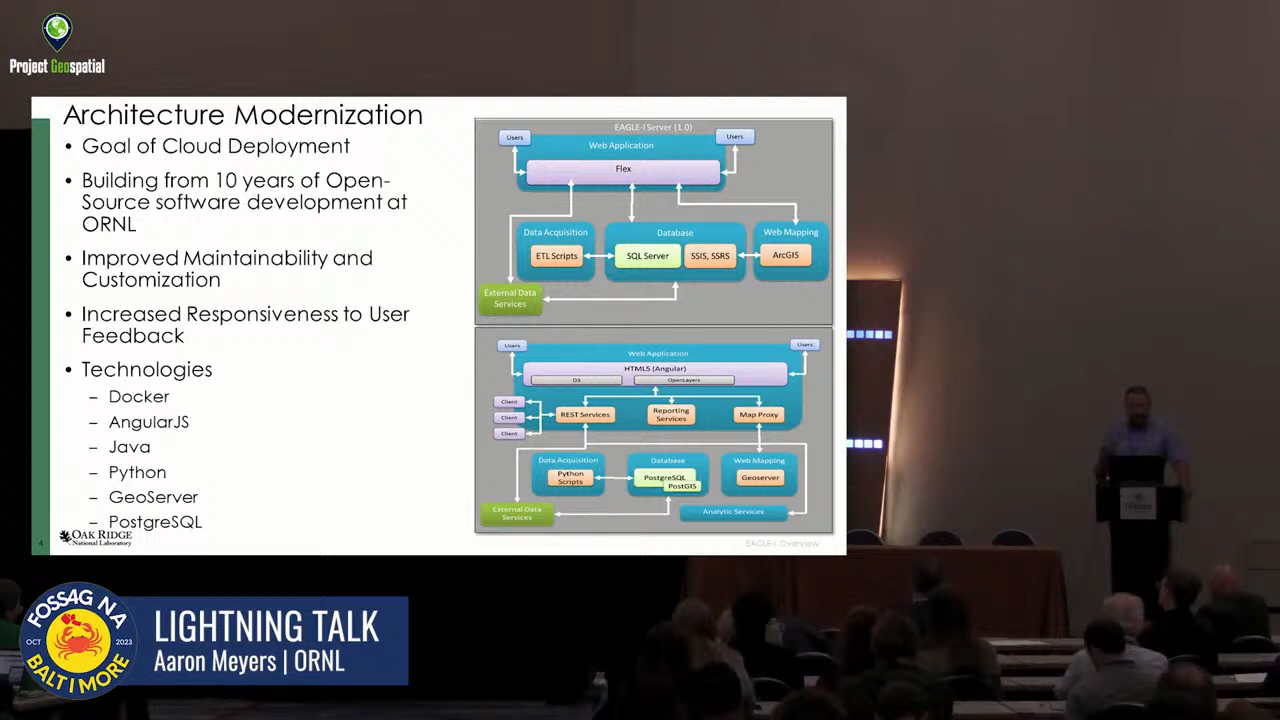 Project Geospatial
Architecture Modernization
• Goal of Cloud Deployment
• Building from 10 years of Open-
Source software development at
ORNL
• Improved Maintainability and
Customization
• Increased Responsiveness to User
Feedback
• Technologies
– Docker
– AngularJS
– Java
– Python
– GeoServer
– PostgreSQL
4
OAK RIDGE
National Laboratory
EAGLE-I Server (1.0)
Users
Users
Web Application
Flex
Data Acquisition
Database
Web Mapping
ETL Scripts
SQL Server
SSIS, SSRS
ArcGIS
External Data
Services
Users
Users
Web Application
HTML5 (Angular)
D3
OpenLayers
Client
Client
Client
REST Services
Reporting
Services
Map Proxy
Data Acquisition
Database
Web Mapping
Python
Scripts
PostgreSQL
PostGIS
Geoserver
External Data
Services
Analytic Services
EAGLE-I Overview
FOSS4G NA
OCT
2023
BALTIMORE
LIGHTNING TALK
Aaron Meyers | ORNL